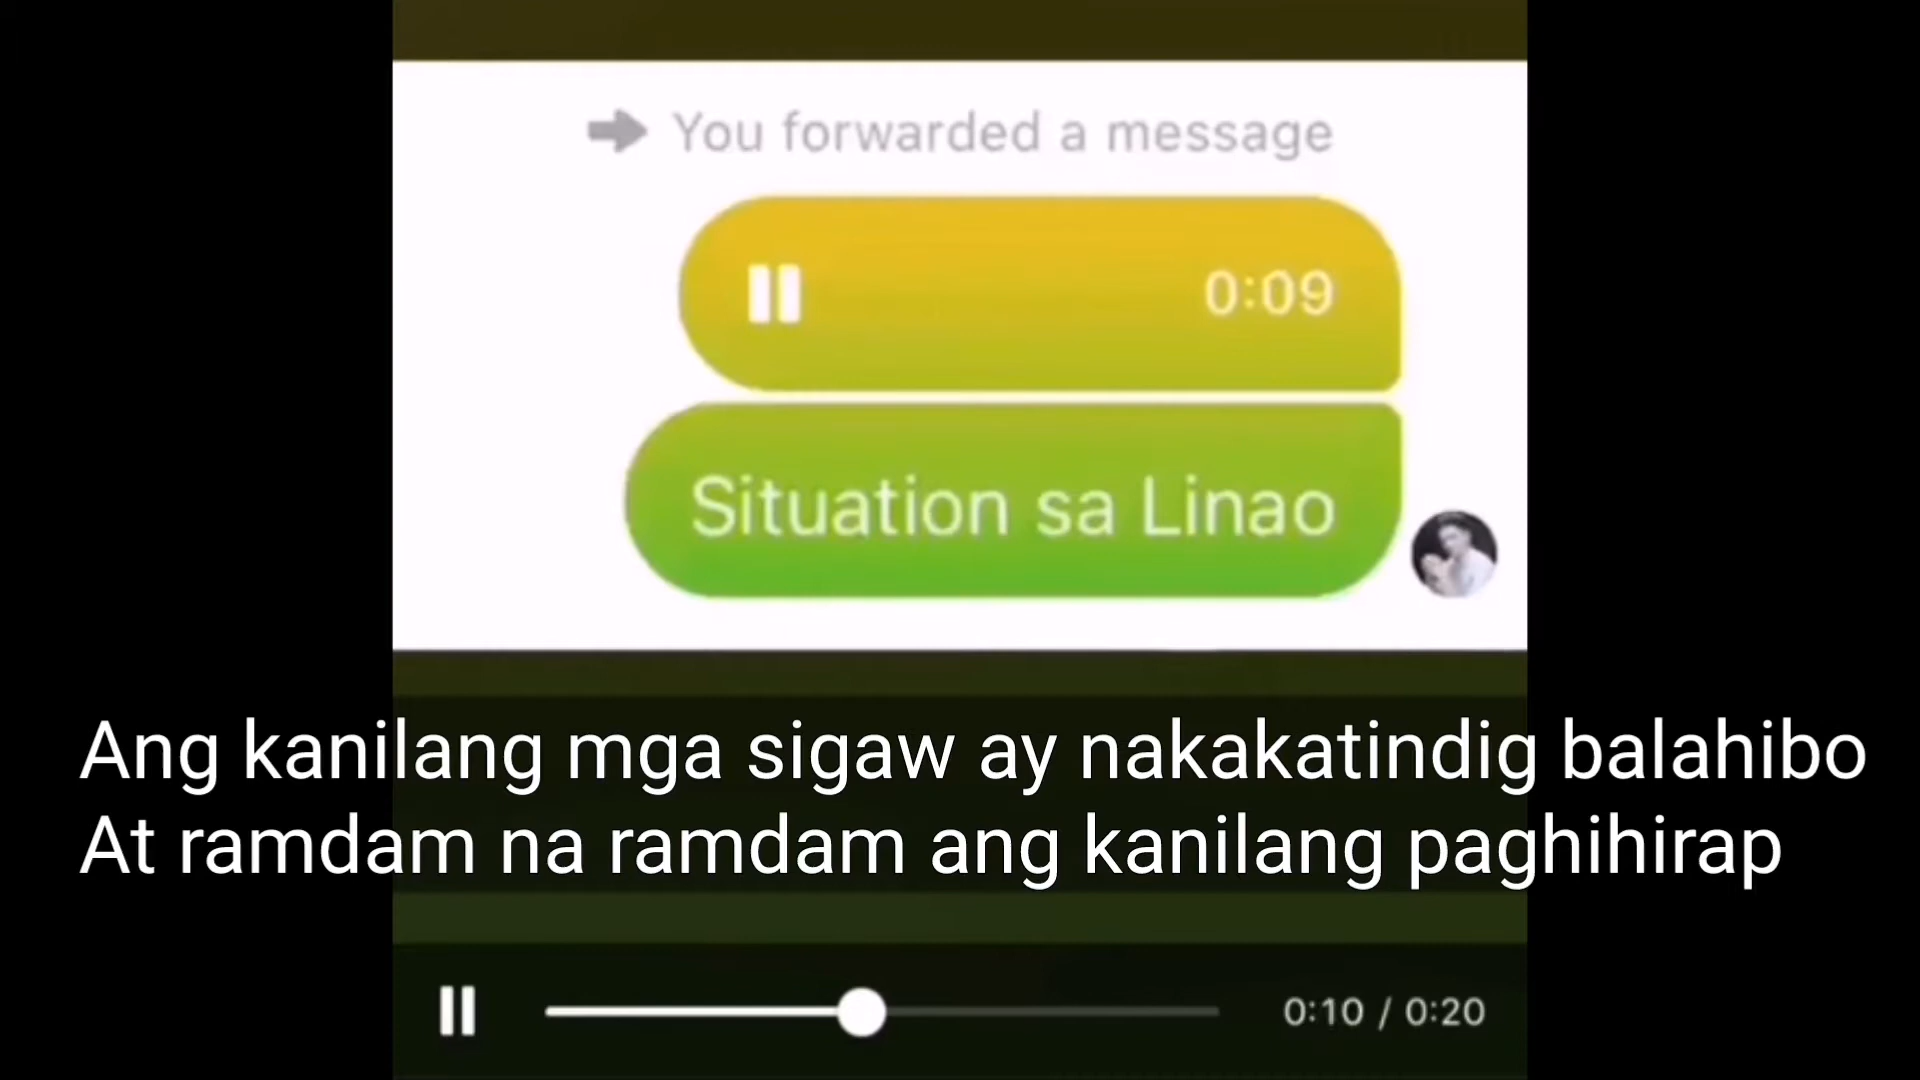 You forwarded a message
0:09
Situation sa Linao
Ang kanilang mga sigaw ay nakakatindig balahibo
At ramdam na ramdam ang kanilang paghihirap
0:10 / 0:20